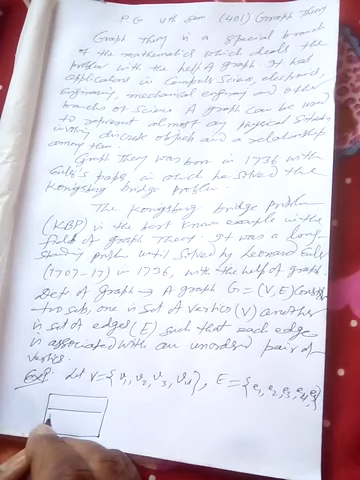 P G 4th Sem (401) Graph Theory
Graph Theory is a special branch
of the mathematics which deals the
problem with the help of graph. It has
application in Computer Science, electronics,
engineering, mechanical engineering and other
branches of Science. A graph can be used
to represent almost any physical situation
involving discrete objects and a relationship
among them.
Graph Theory was born in 1736 with
Euler's paper, in which he solved the
Konigsberg bridge problem.
The Konigsberg bridge problem
(KBP) is the best known example in the
field of graph Theory. It was a long
standing problem until solved by Leonard Euler
(1707-17) in 1736, with the help of graph.
Def of Graph → A graph G = (V, E) consists
two sets, one is set of vertices (V) another
is set of edges (E) such that each edge
is associated with an unordered pair of
vertices.
Exp: Let V = {v1, v2, v3, v4}, E = {e1, e2, e3, e4, e5}